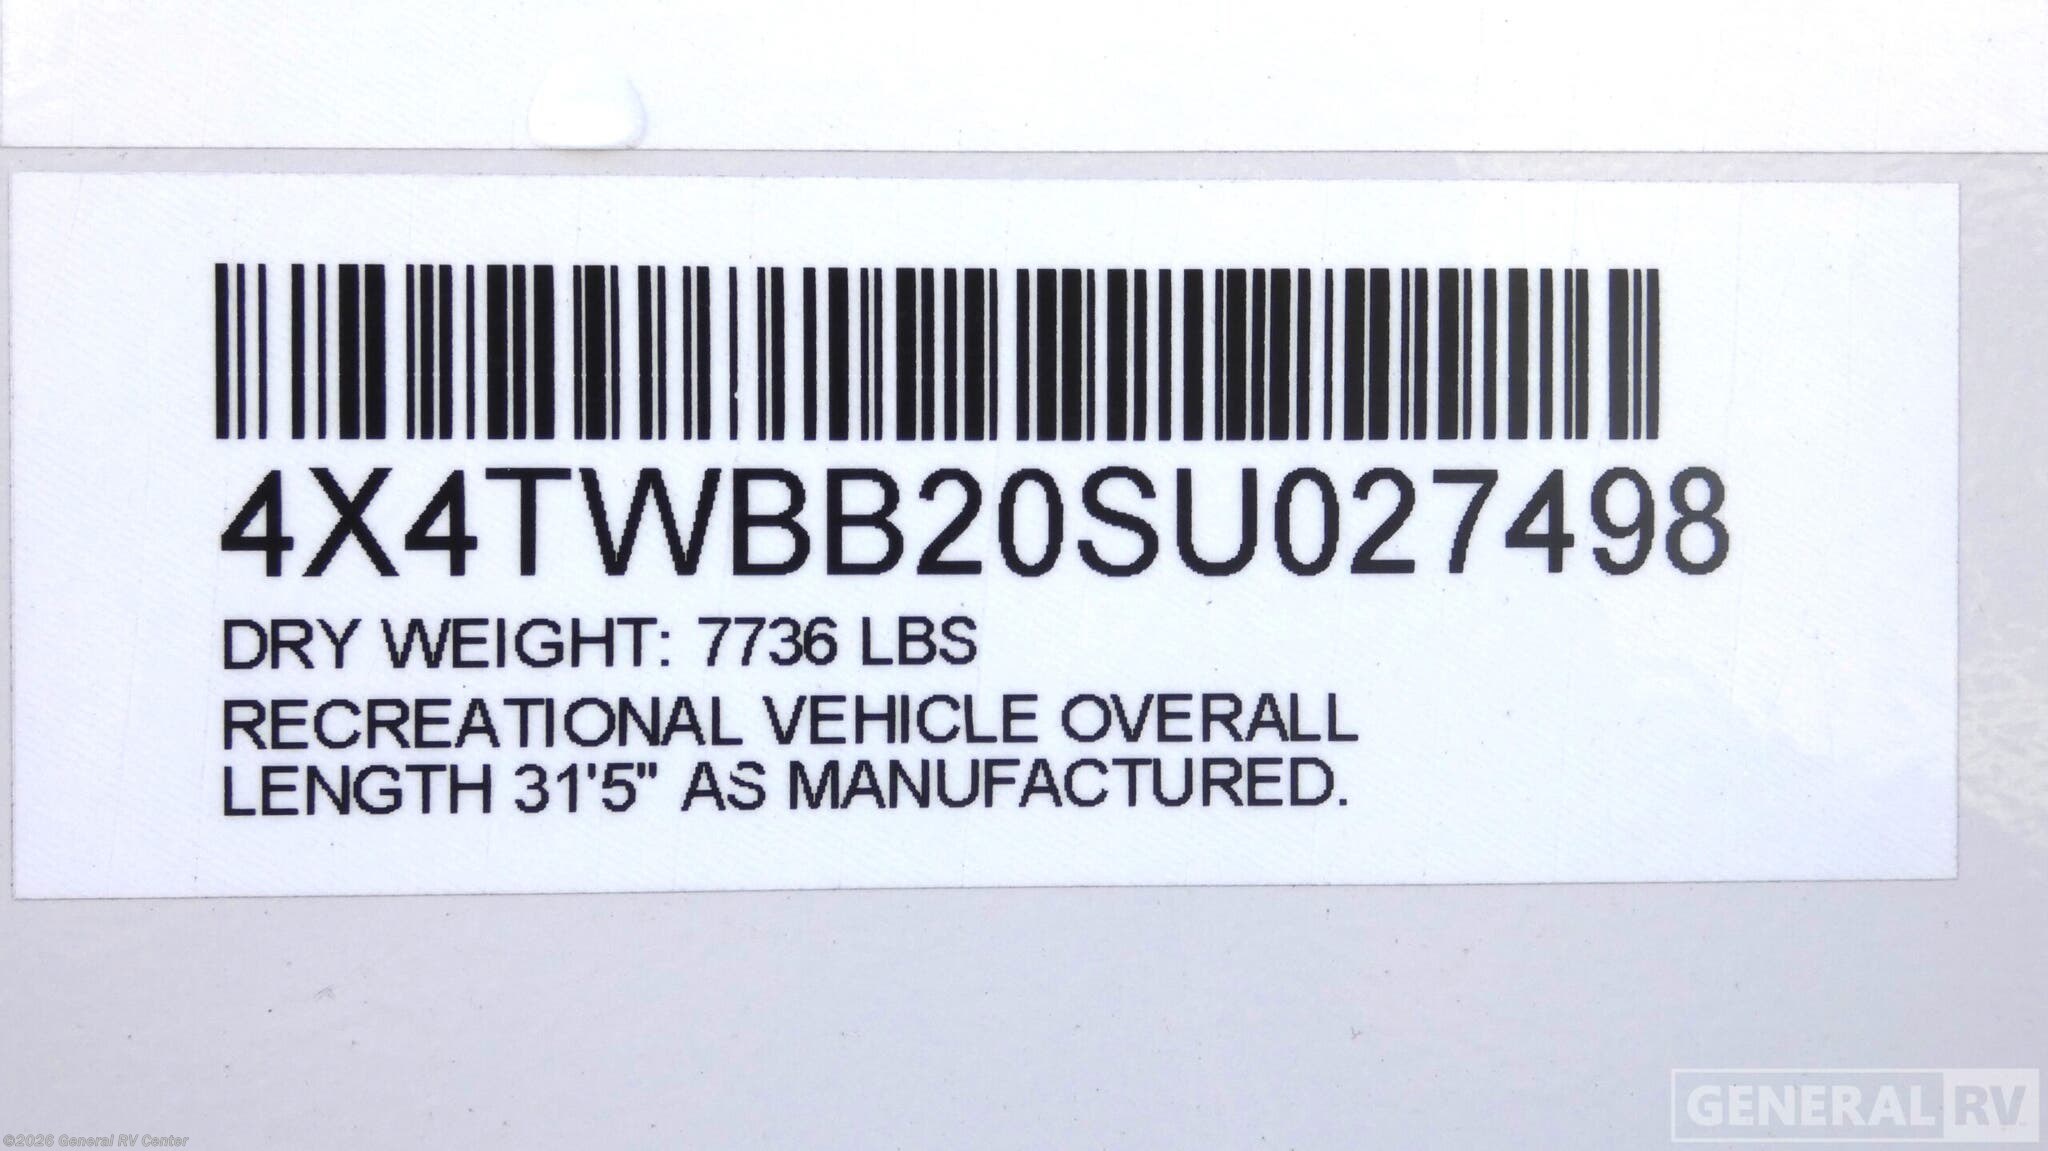 4X4TWBB20SU027498
DRY WEIGHT: 7736 LBS
RECREATIONAL VEHICLE OVERALL
LENGTH 31'5" AS MANUFACTURED.
GENERAL RV
©2026 General RV Center